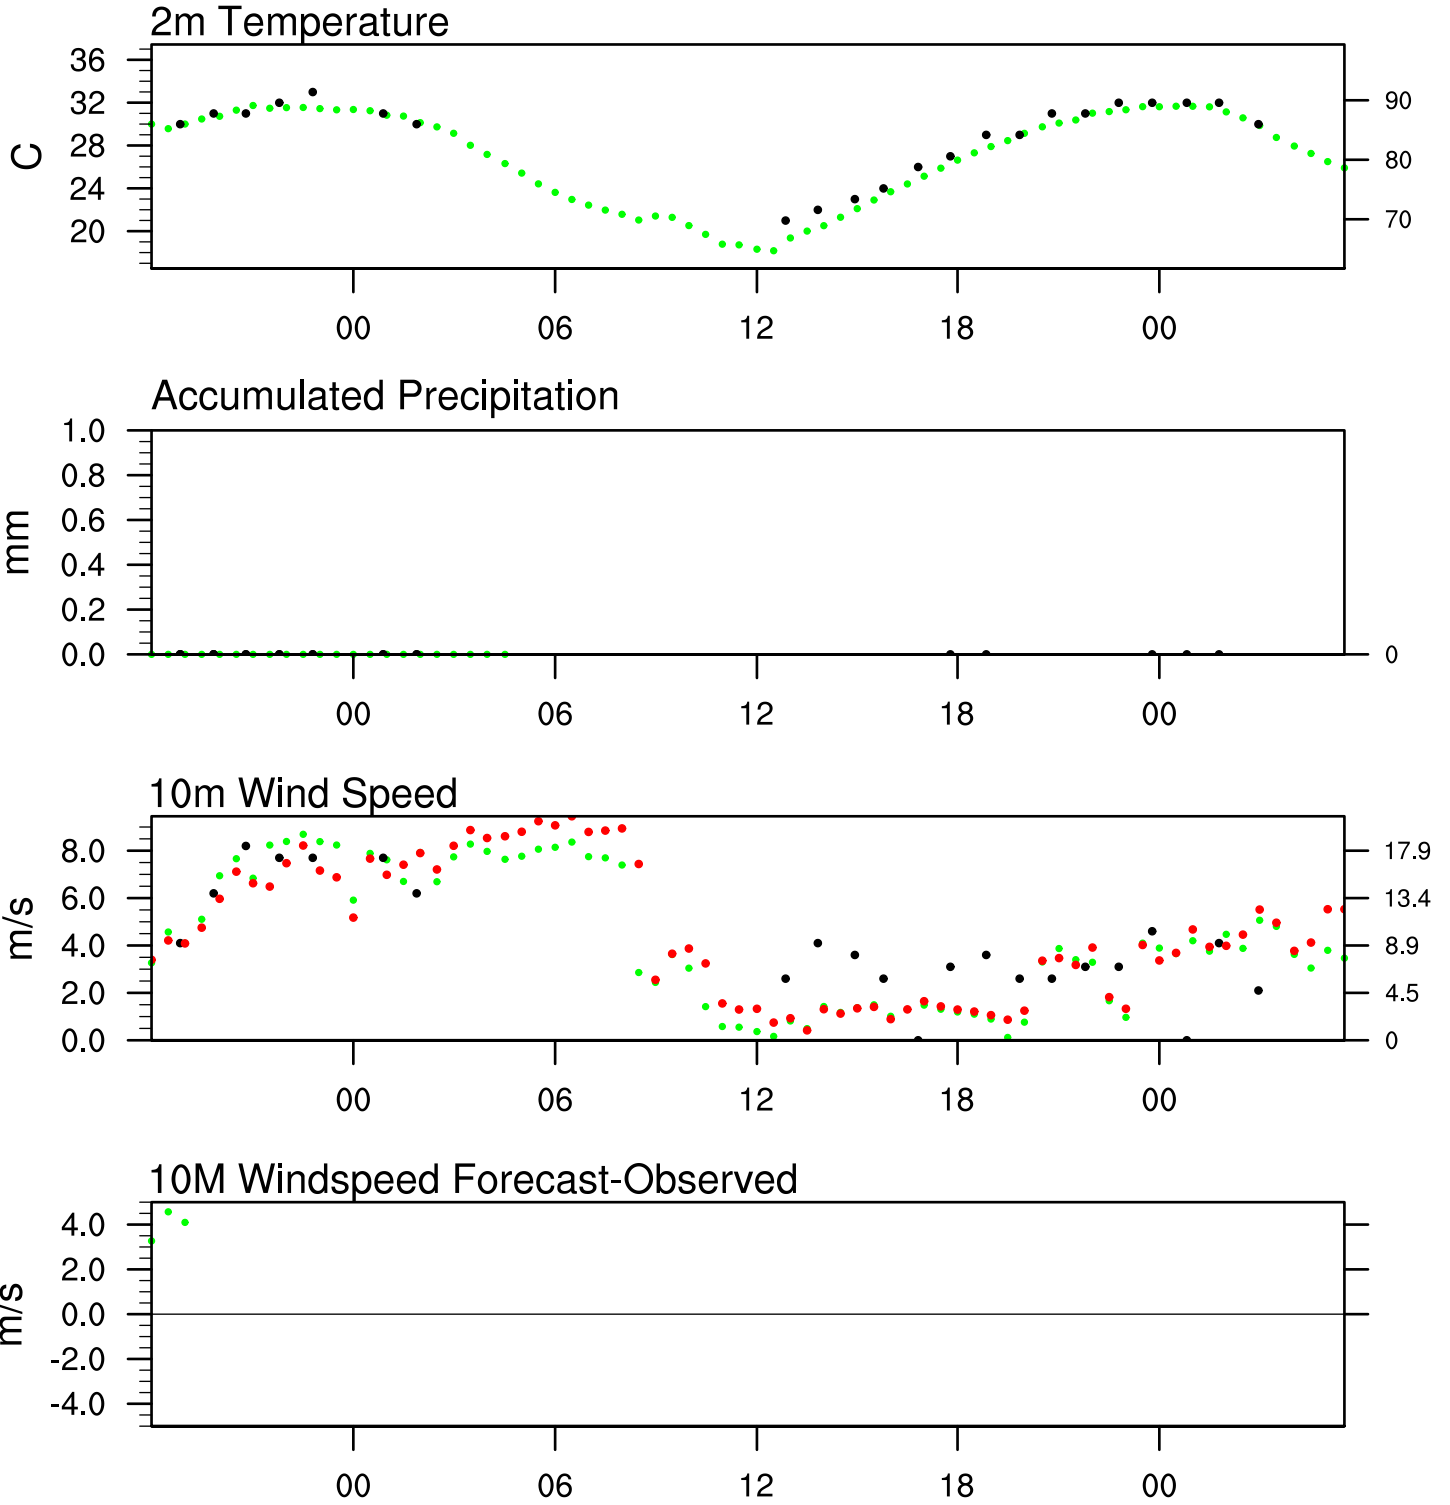 2m Temperature
36
32
28
24
20
C
90
80
70
00 06 12 18 00
Accumulated Precipitation
1.0
0.8
0.6
0.4
0.2
0.0
mm
0
00 06 12 18 00
10m Wind Speed
8.0
6.0
4.0
2.0
0.0
m/s
17.9
13.4
8.9
4.5
0
00 06 12 18 00
10M Windspeed Forecast-Observed
4.0
2.0
0.0
-2.0
-4.0
m/s
00 06 12 18 00